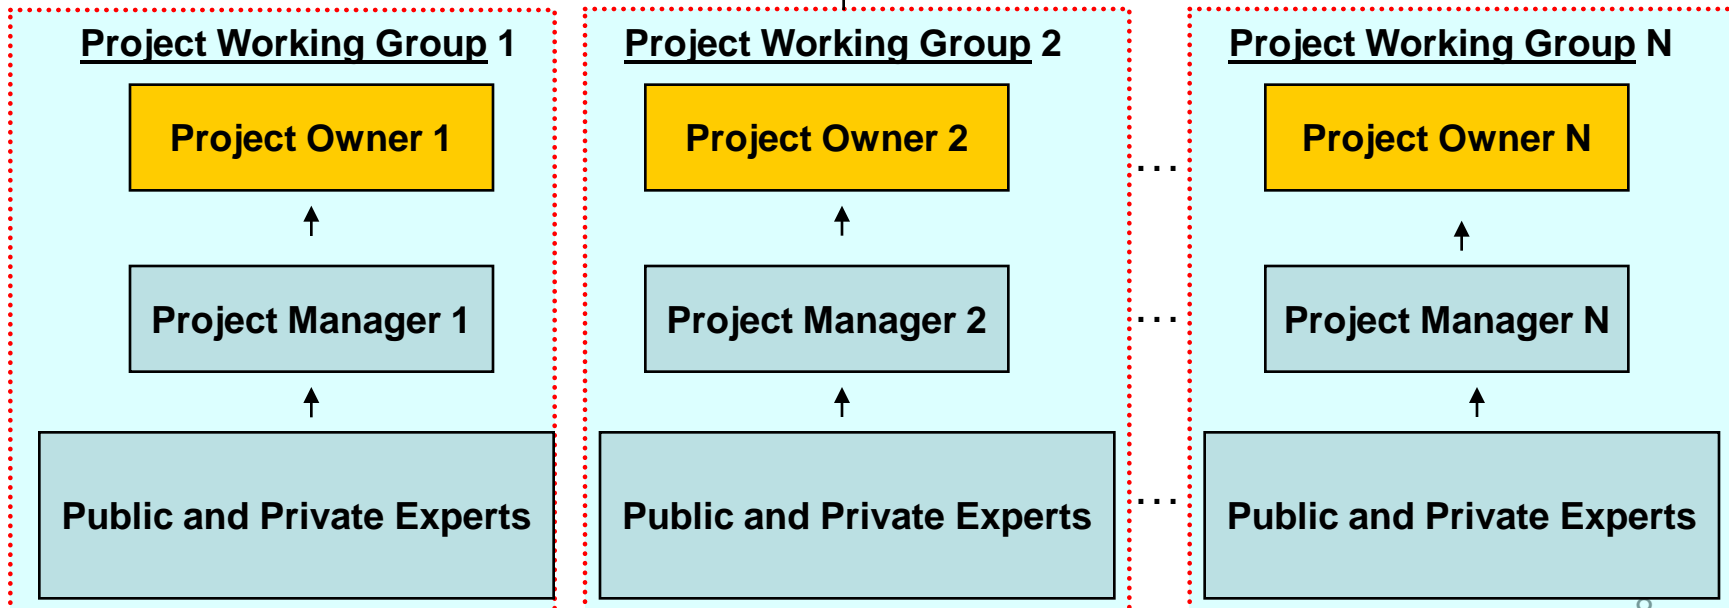 Project Working Group 1
Project Owner 1
Project Manager 1
Public and Private Experts
Project Working Group 2
Project Owner 2
Project Manager 2
Public and Private Experts
...
...
...
Project Working Group N
Project Owner N
Project Manager N
Public and Private Experts